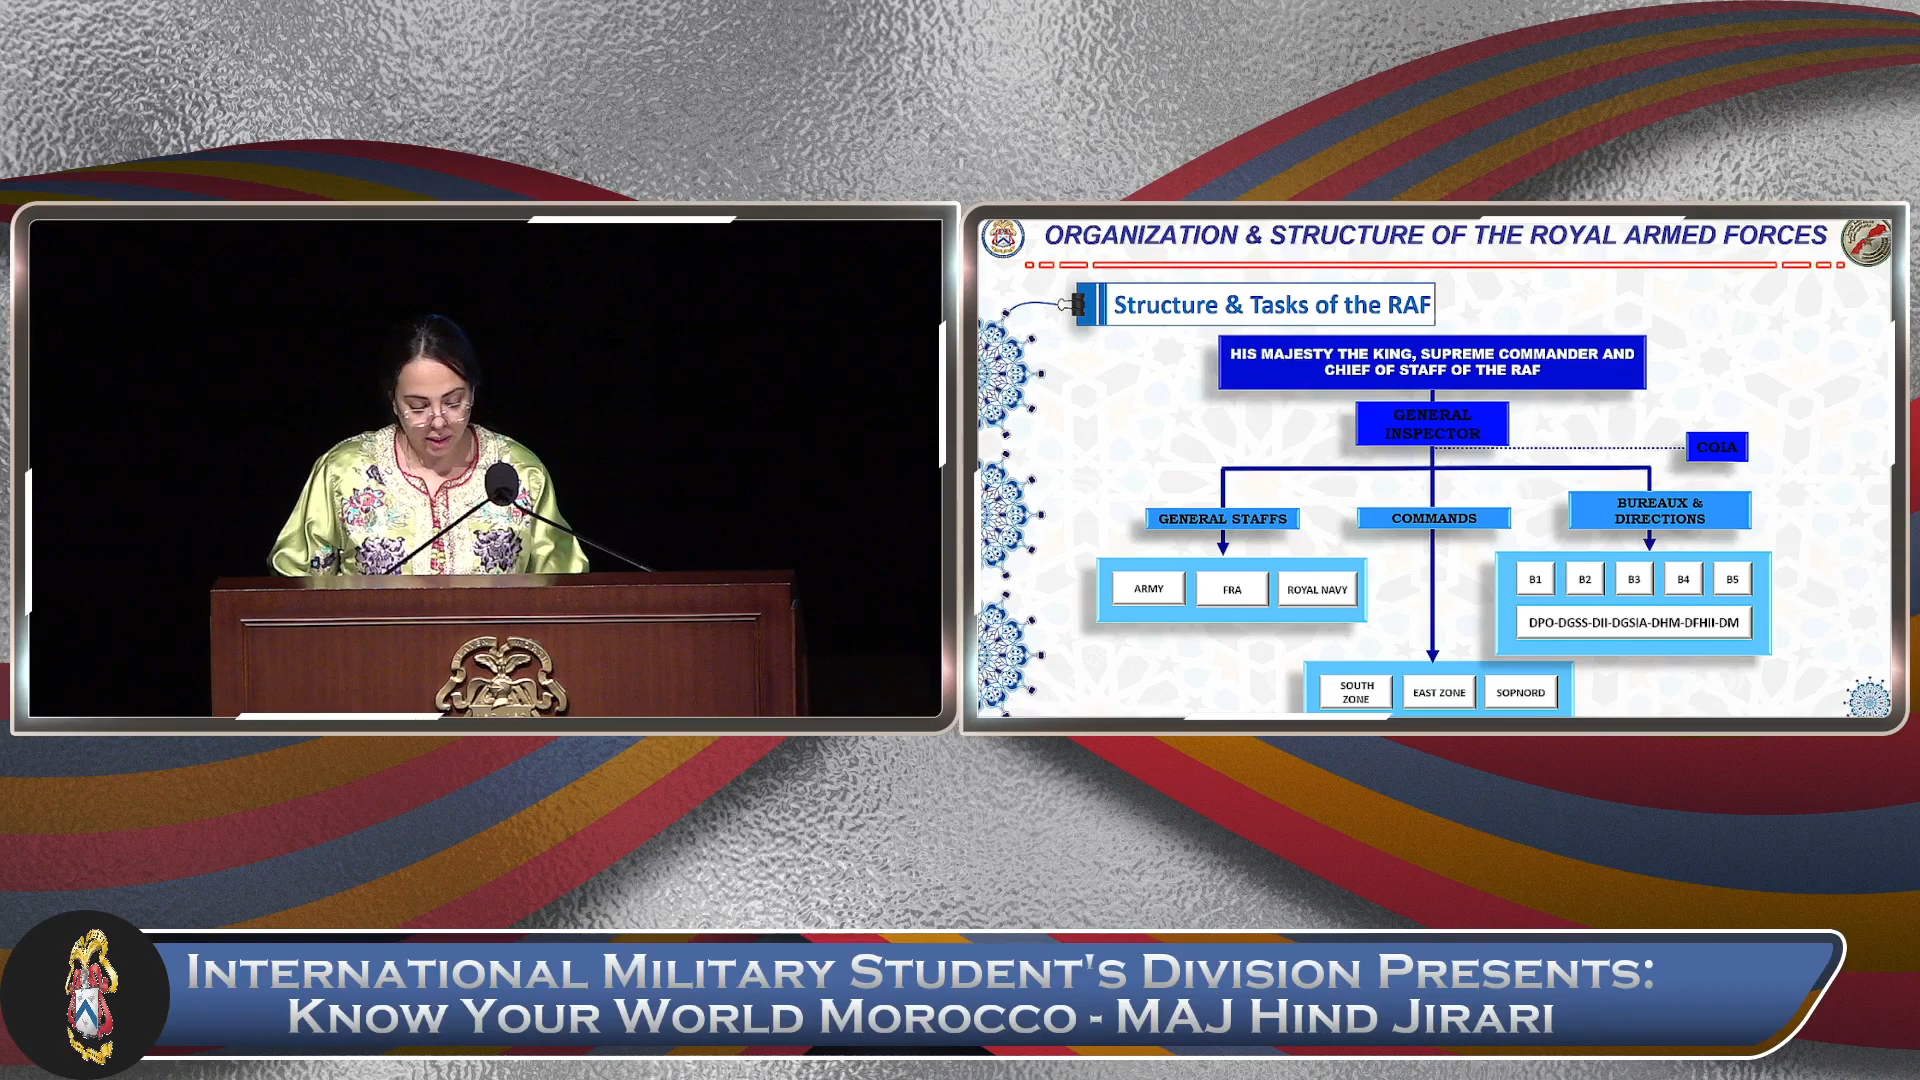 ORGANIZATION & STRUCTURE OF THE ROYAL ARMED FORCES
Structure & Tasks of the RAF
HIS MAJESTY THE KING, SUPREME COMMANDER AND
CHIEF OF STAFF OF THE RAF
GENERAL
INSPECTOR
COIA
GENERAL STAFFS
COMMANDS
BUREAUX &
DIRECTIONS
ARMY
FRA
ROYAL NAVY
B1
B2
B3
B4
B5
DPO-DGSS-DII-DGSIA-DHM-DFHII-DM
SOUTH
ZONE
EAST ZONE
SOPNORD
INTERNATIONAL MILITARY STUDENT'S DIVISION PRESENTS:
KNOW YOUR WORLD MOROCCO - MAJ HIND JIRARI